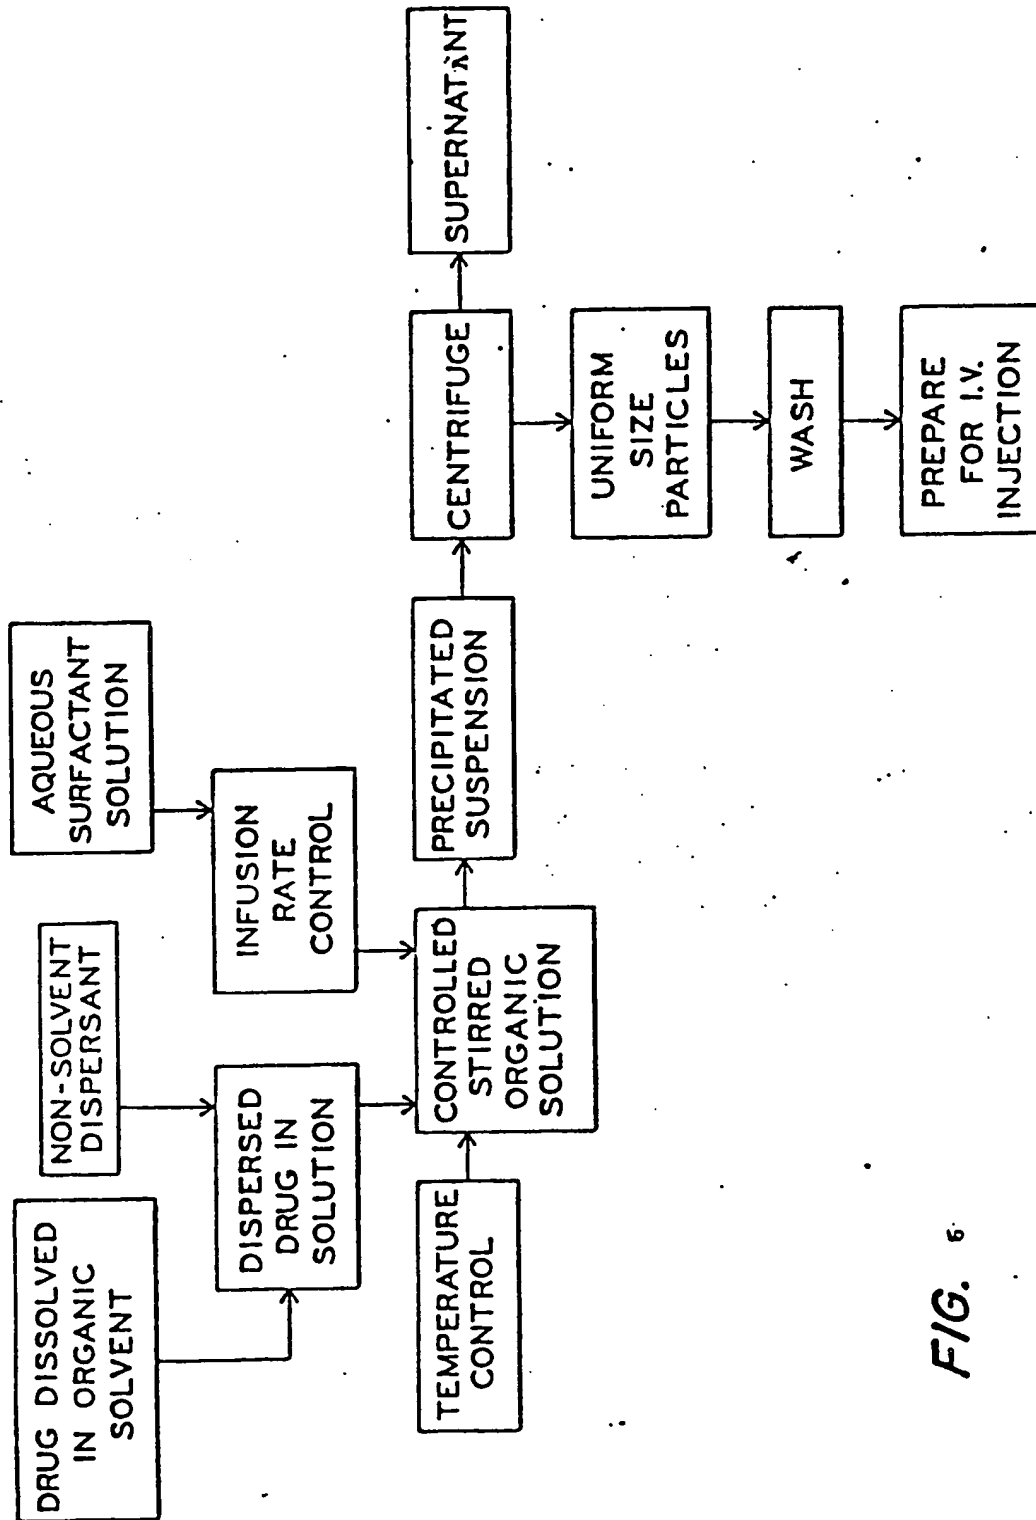 DRUG DISSOLVED
IN ORGANIC
SOLVENT
NON-SOLVENT
DISPERSANT
AQUEOUS
SURFACTANT
SOLUTION
DISPERSED
DRUG IN
SOLUTION
INFUSION
RATE
CONTROL
TEMPERATURE
CONTROL
CONTROLLED
STIRRED
ORGANIC
SOLUTION
PRECIPITATED
SUSPENSION
CENTRIFUGE
SUPERNATANT
UNIFORM
SIZE
PARTICLES
WASH
PREPARE
FOR I.V.
INJECTION
FIG. 6